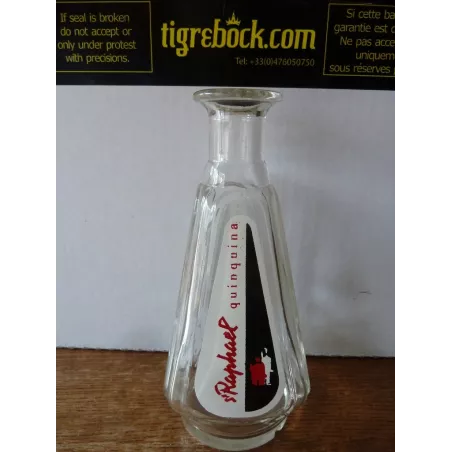 If seal is broken
do not accept or
only under protest
with precisions.
tigrebock.com
Tel: +33(0)476050750
Si cette ba
garantie est d
Ne pas acce
uniquem
sous réserves p
St Raphael
quinquina